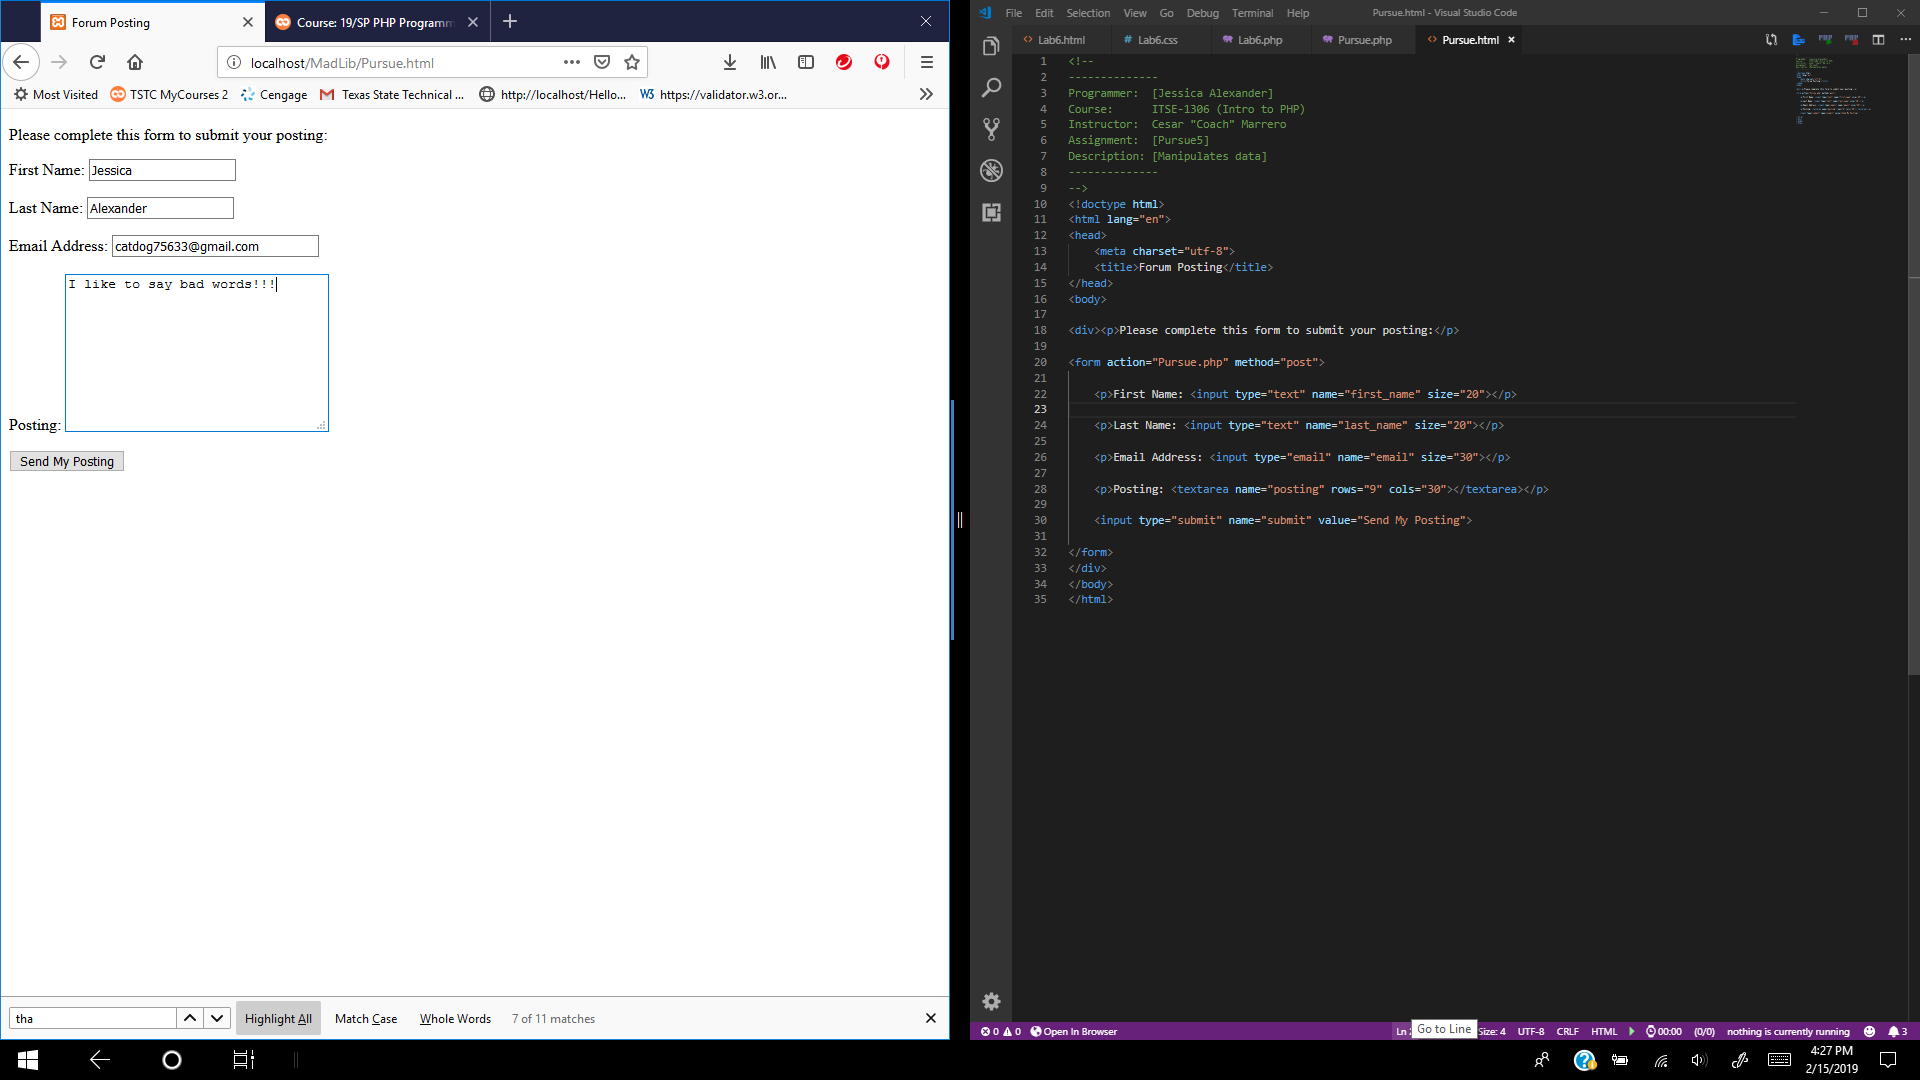 Forum Posting
Course: 19/SP PHP Programm
localhost/MadLib/Pursue.html
Most Visited
TSTC MyCourses 2
Cengage
Texas State Technical ...
http://localhost/Hello...
https://validator.w3.or...
Please complete this form to submit your posting:
First Name: Jessica
Last Name: Alexander
Email Address: catdog75633@gmail.com
I like to say bad words!!!
Posting:
Send My Posting
tha
Highlight All
Match Case
Whole Words
7 of 11 matches
File Edit Selection View Go Debug Terminal Help
Pursue.html - Visual Studio Code
Lab6.html
Lab6.css
Lab6.php
Pursue.php
Pursue.html
1 <!--
2 --------------
3 Programmer: [Jessica Alexander]
4 Course: ITSE-1306 (Intro to PHP)
5 Instructor: Cesar "Coach" Marrero
6 Assignment: [Pursue5]
7 Description: [Manipulates data]
8 --------------
9 -->
10 <!doctype html>
11 <html lang="en">
12 <head>
13 <meta charset="utf-8">
14 <title>Forum Posting</title>
15 </head>
16 <body>
17
18 <div><p>Please complete this form to submit your posting:</p>
19
20 <form action="Pursue.php" method="post">
21
22 <p>First Name: <input type="text" name="first_name" size="20"></p>
23
24 <p>Last Name: <input type="text" name="last_name" size="20"></p>
25
26 <p>Email Address: <input type="email" name="email" size="30"></p>
27
28 <p>Posting: <textarea name="posting" rows="9" cols="30"></textarea></p>
29
30 <input type="submit" name="submit" value="Send My Posting">
31
32 </form>
33 </div>
34 </body>
35 </html>
0 0 Open In Browser
Ln
Go to Line
Size: 4
UTF-8
CRLF
HTML
00:00
(0/0)
nothing is currently running
3
4:27 PM
2/15/2019